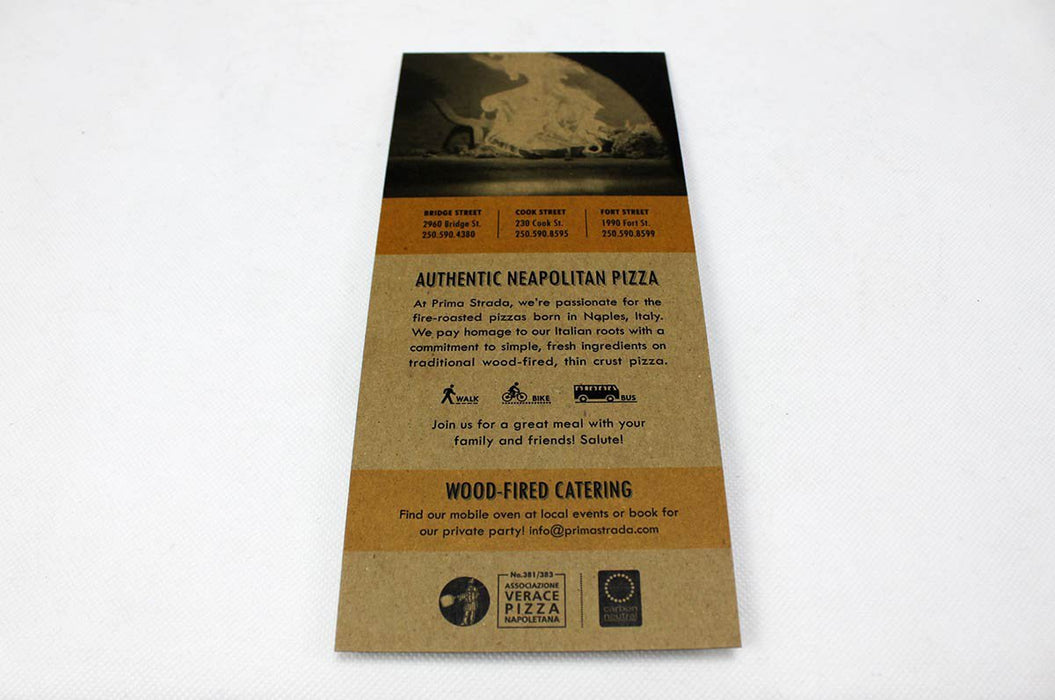 BRIDGE STREET
2960 Bridge St.
250.590.4380
COOK STREET
230 Cook St.
250.590.8595
FORT STREET
1990 Fort St.
250.590.8599
AUTHENTIC NEAPOLITAN PIZZA
At Prima Strada, we're passionate for the
fire-roasted pizzas born in Naples, Italy.
We pay homage to our Italian roots with a
commitment to simple, fresh ingredients on
traditional wood-fired, thin crust pizza.
WALK BIKE BUS
Join us for a great meal with your
family and friends! Salute!
WOOD-FIRED CATERING
Find our mobile oven at local events or book for
our private party! info@primastrada.com
No.381/383
ASSOCIAZIONE
VERACE
PIZZA
NAPOLETANA
carbon
neutral